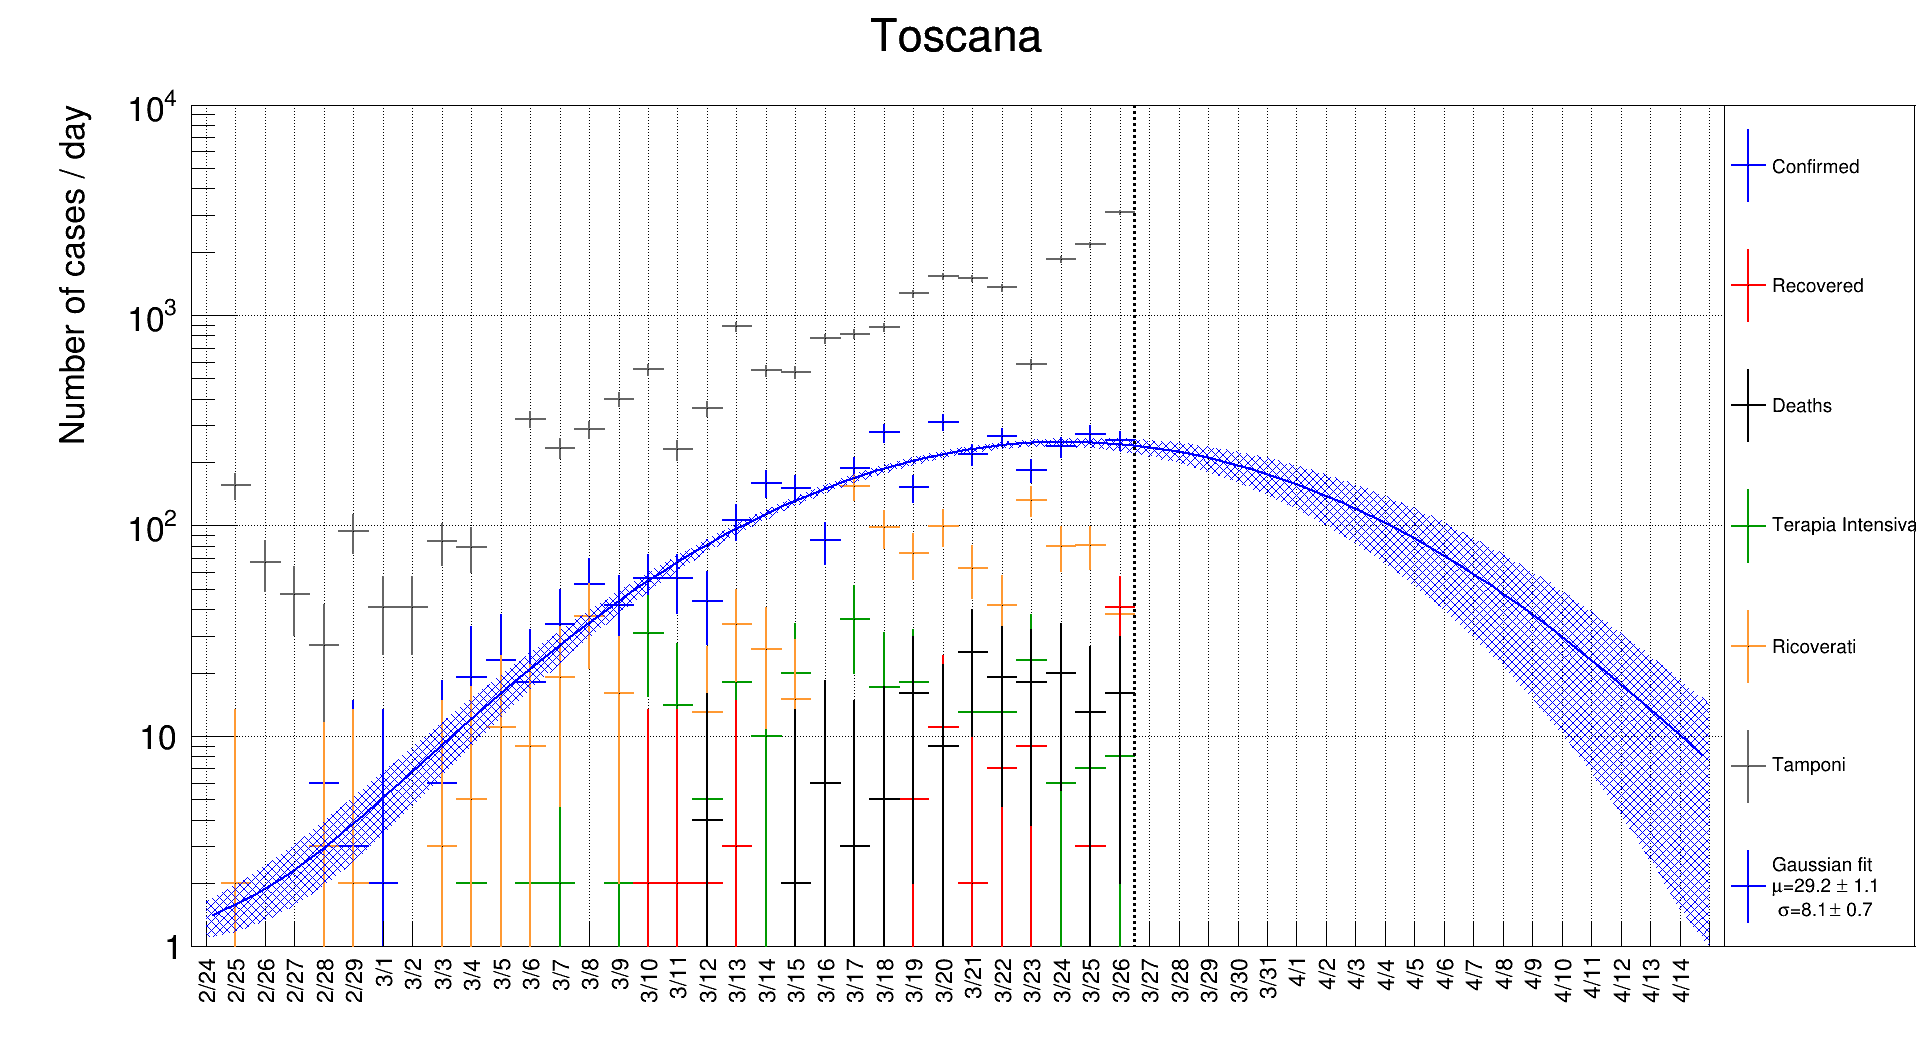 Toscana
Number of cases / day
10^4
10^3
10^2
10
1
2/24 2/25 2/26 2/27 2/28 2/29 3/1 3/2 3/3 3/4 3/5 3/6 3/7 3/8 3/9 3/10 3/11 3/12 3/13 3/14 3/15 3/16 3/17 3/18 3/19 3/20 3/21 3/22 3/23 3/24 3/25 3/26 3/27 3/28 3/29 3/30 3/31 4/1 4/2 4/3 4/4 4/5 4/6 4/7 4/8 4/9 4/10 4/11 4/12 4/13 4/14
Confirmed
Recovered
Deaths
Terapia Intensiva
Ricoverati
Tamponi
Gaussian fit
μ=29.2 ± 1.1
σ=8.1± 0.7